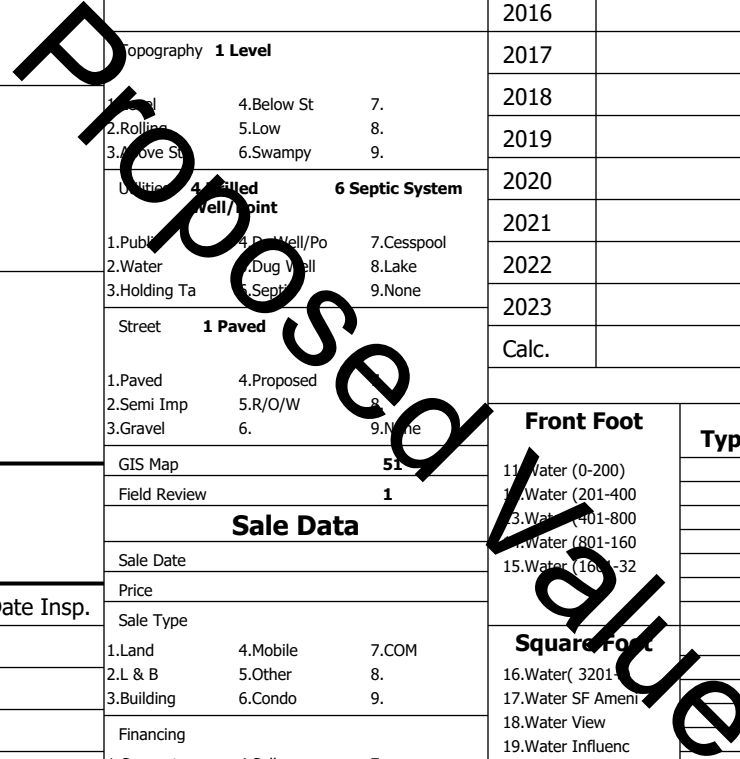 Topography 1 Level
1.Level 4.Below St 7.
2.Rolling 5.Low 8.
3.Above St 6.Swampy 9.
Utilities 4 Drilled Well/Point 6 Septic System
1.Public 4.Dr Well/Po 7.Cesspool
2.Water 5.Dug Well 8.Lake
3.Holding Ta 6.Septic 9.None
Street 1 Paved
1.Paved 4.Proposed 7.
2.Semi Imp 5.R/O/W 8.
3.Gravel 6. 9.None
GIS Map 51
Field Review 1
Sale Data
Sale Date
Price
Sale Type
1.Land 4.Mobile 7.COM
2.L & B 5.Other 8.
3.Building 6.Condo 9.
Financing
Date Insp.
2016
2017
2018
2019
2020
2021
2022
2023
Calc.
Front Foot
11.Water (0-200)
12.Water (201-400
13.Water (401-800
14.Water (801-160
15.Water (1601-32
Square Foot
16.Water( 3201-
17.Water SF Ameni
18.Water View
19.Water Influenc
Typ
Proposed Value